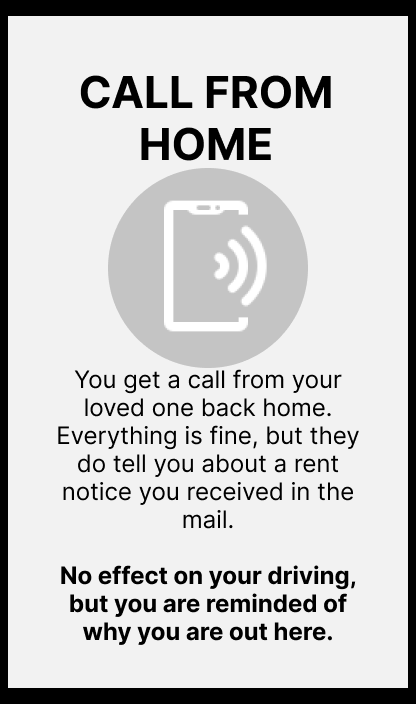 CALL FROM
HOME
You get a call from your
loved one back home.
Everything is fine, but they
do tell you about a rent
notice you received in the
mail.
No effect on your driving,
but you are reminded of
why you are out here.